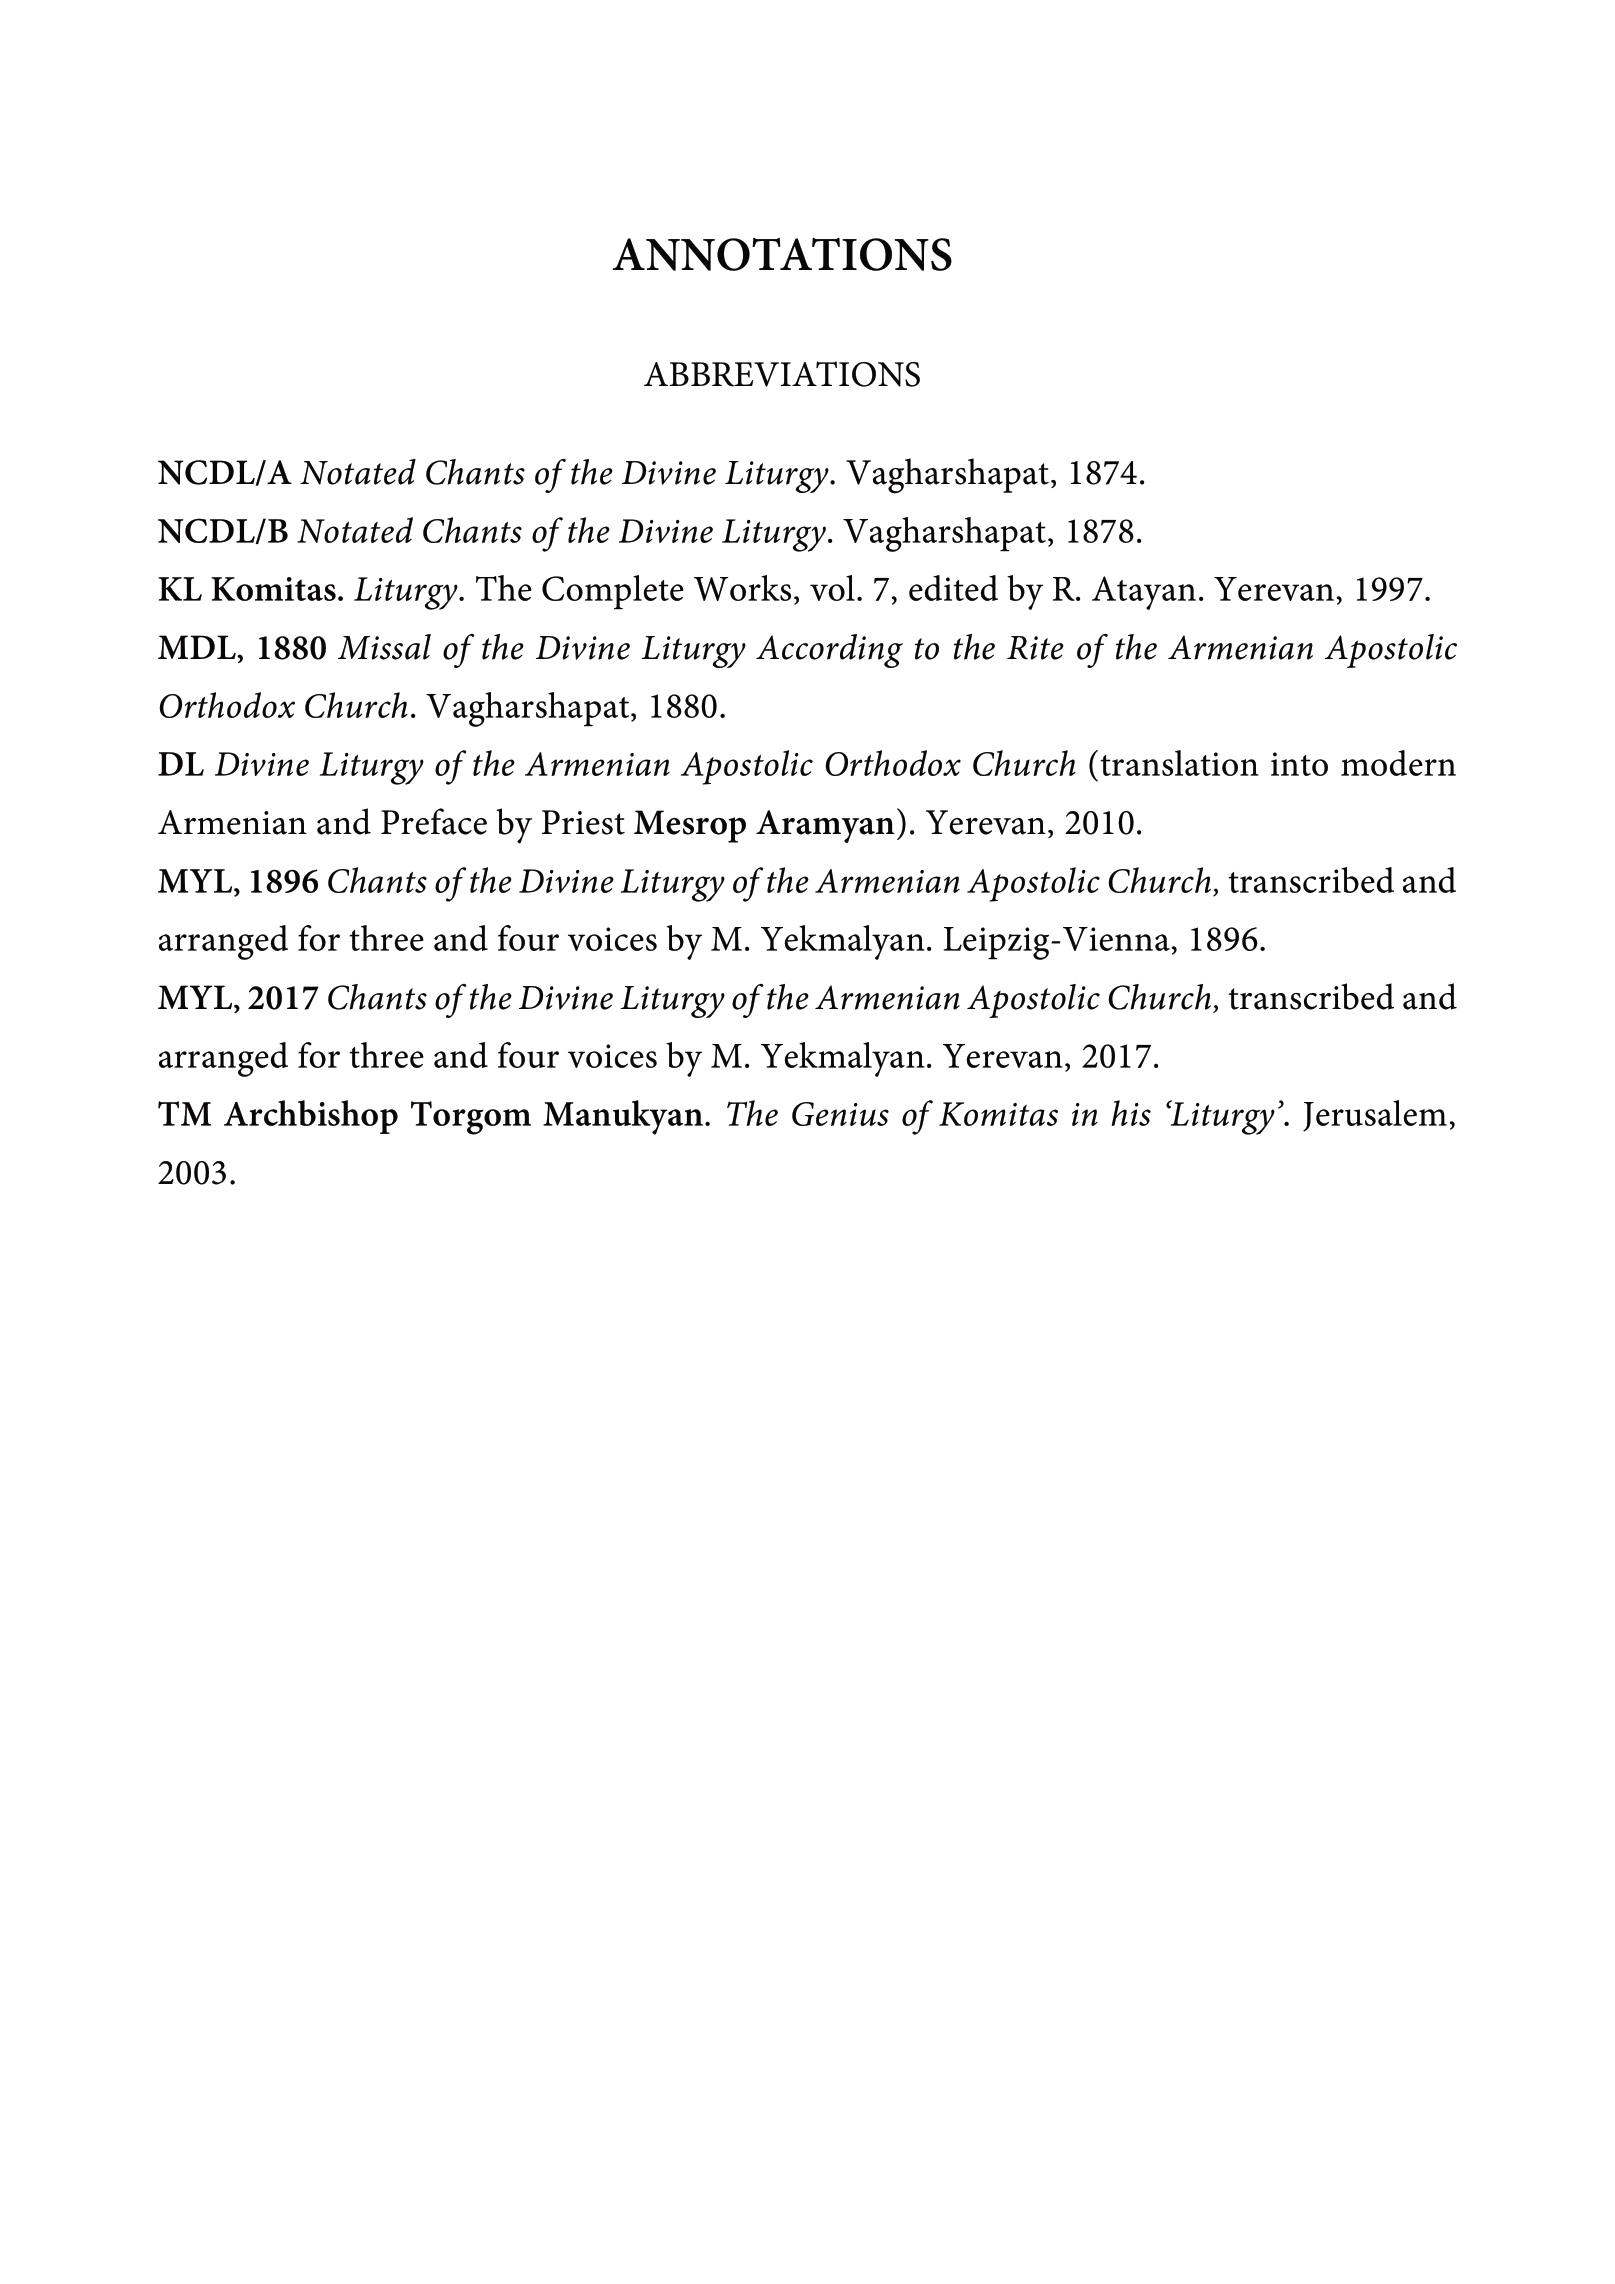 ANNOTATIONS
ABBREVIATIONS
NCDL/A Notated Chants of the Divine Liturgy. Vagharshapat, 1874.
NCDL/B Notated Chants of the Divine Liturgy. Vagharshapat, 1878.
KL Komitas. Liturgy. The Complete Works, vol. 7, edited by R. Atayan. Yerevan, 1997.
MDL, 1880 Missal of the Divine Liturgy According to the Rite of the Armenian Apostolic
Orthodox Church. Vagharshapat, 1880.
DL Divine Liturgy of the Armenian Apostolic Orthodox Church (translation into modern
Armenian and Preface by Priest Mesrop Aramyan). Yerevan, 2010.
MYL, 1896 Chants of the Divine Liturgy of the Armenian Apostolic Church, transcribed and
arranged for three and four voices by M. Yekmalyan. Leipzig-Vienna, 1896.
MYL, 2017 Chants of the Divine Liturgy of the Armenian Apostolic Church, transcribed and
arranged for three and four voices by M. Yekmalyan. Yerevan, 2017.
TM Archbishop Torgom Manukyan. The Genius of Komitas in his ‘Liturgy’. Jerusalem,
2003.